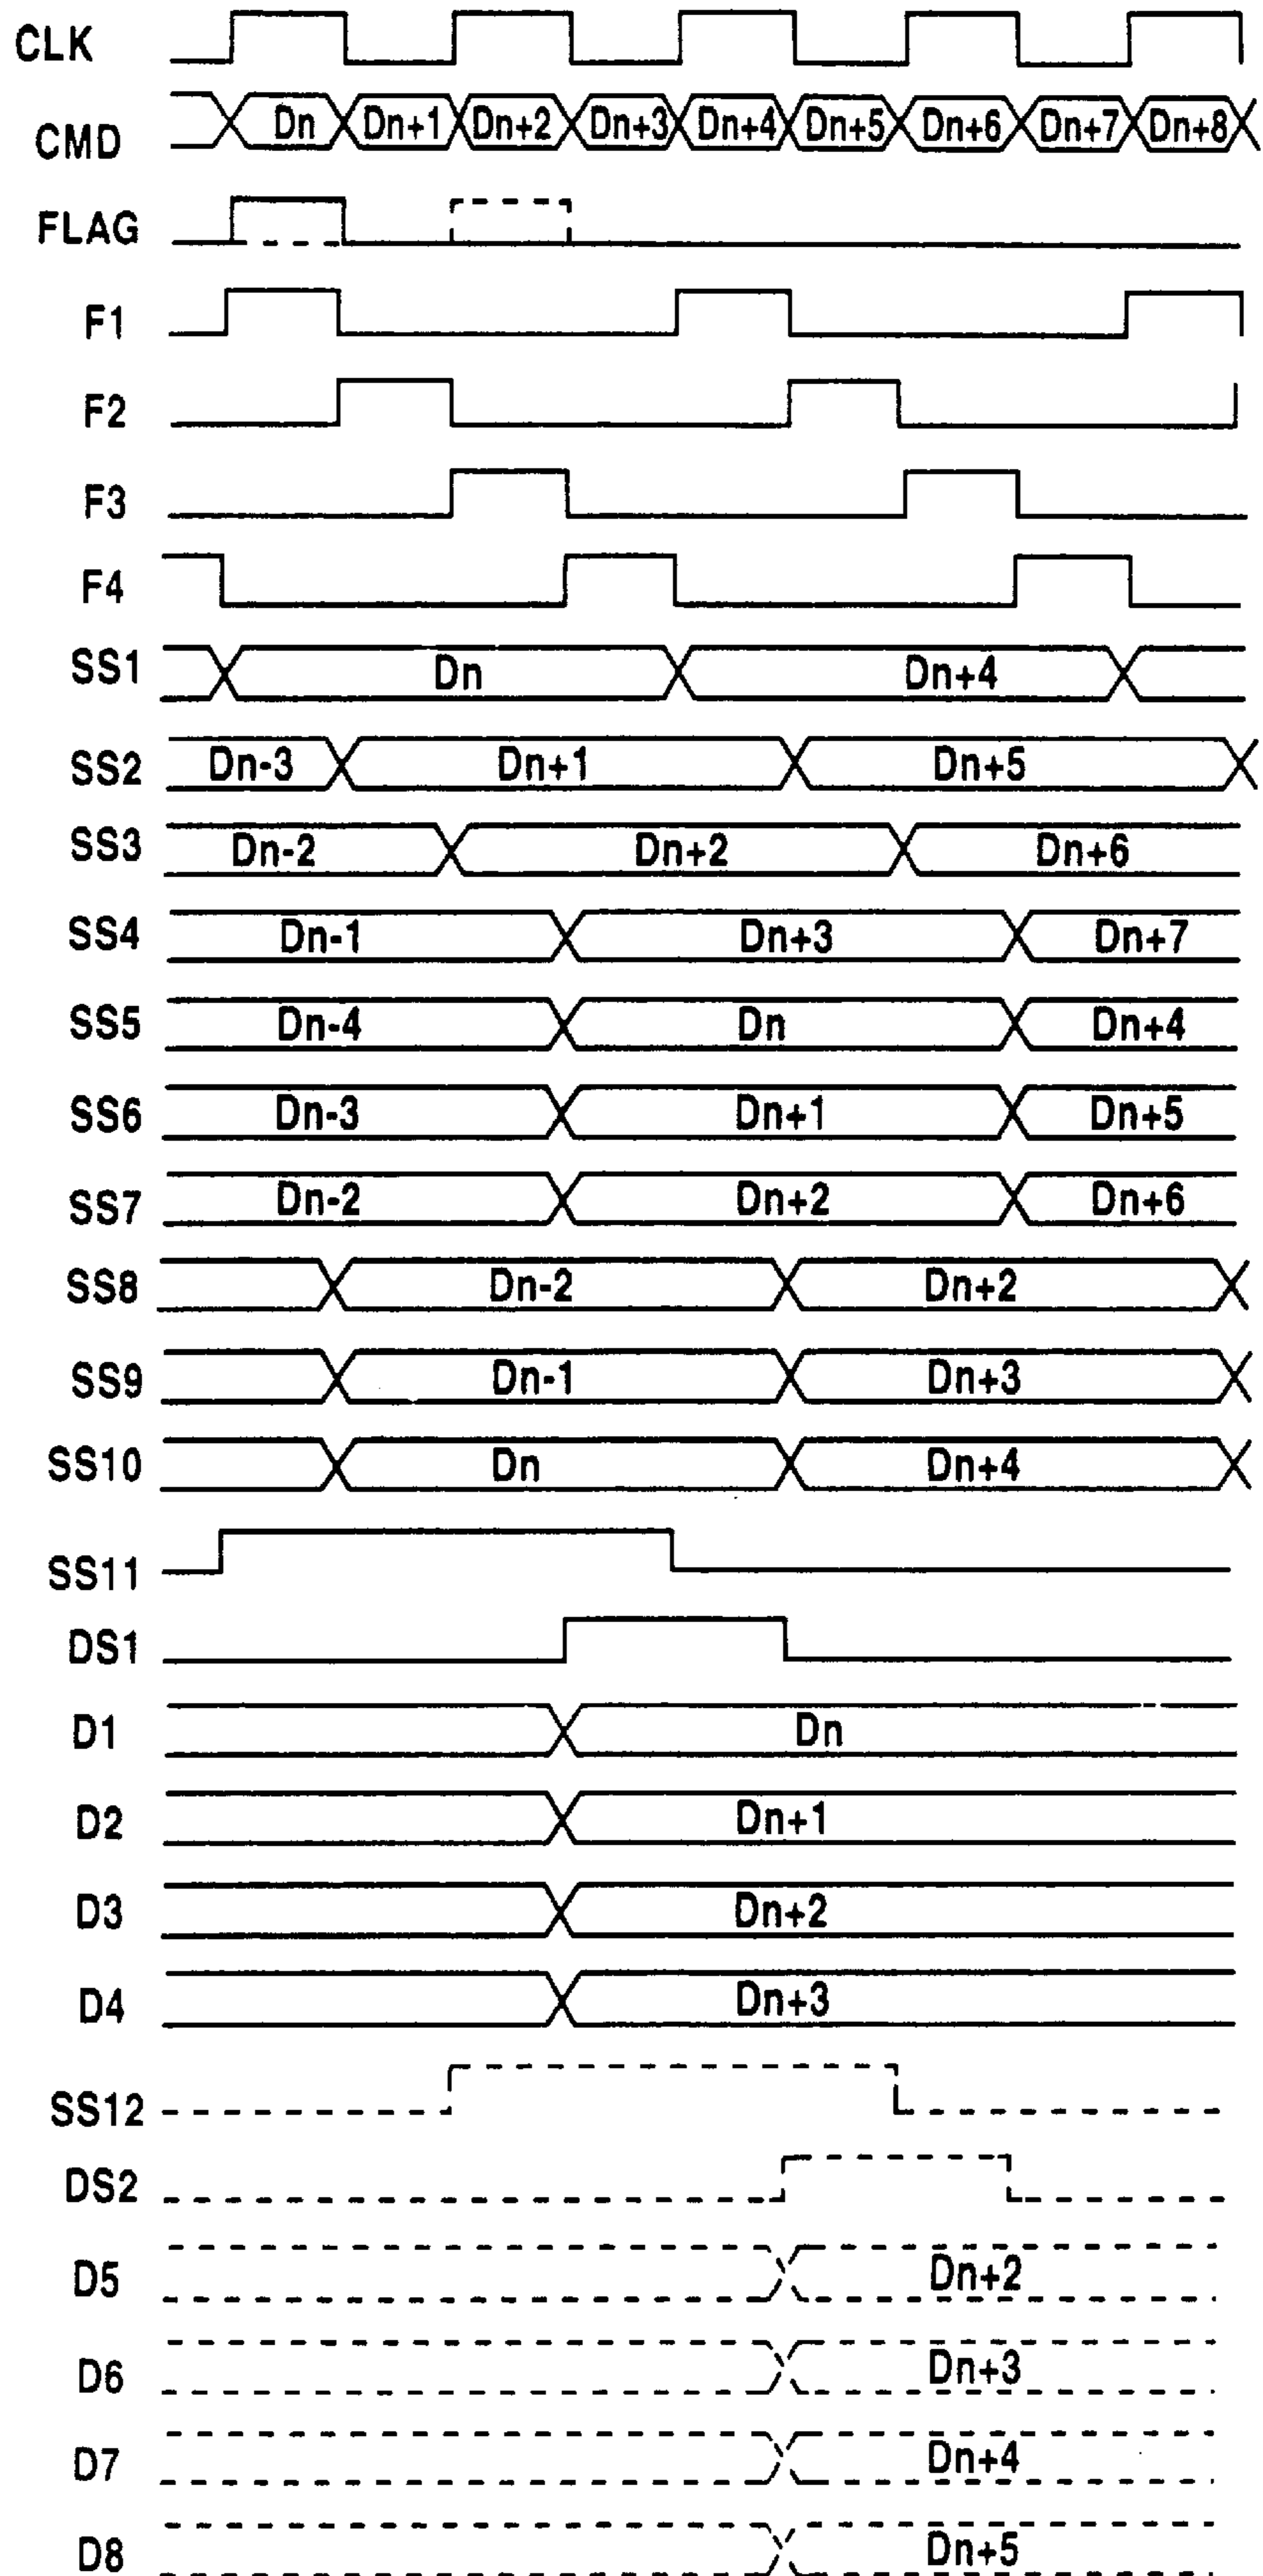 CLK
CMD Dn Dn+1 Dn+2 Dn+3 Dn+4 Dn+5 Dn+6 Dn+7 Dn+8
FLAG
F1
F2
F3
F4
SS1 Dn Dn+4
SS2 Dn-3 Dn+1 Dn+5
SS3 Dn-2 Dn+2 Dn+6
SS4 Dn-1 Dn+3 Dn+7
SS5 Dn-4 Dn Dn+4
SS6 Dn-3 Dn+1 Dn+5
SS7 Dn-2 Dn+2 Dn+6
SS8 Dn-2 Dn+2
SS9 Dn-1 Dn+3
SS10 Dn Dn+4
SS11
DS1
D1 Dn
D2 Dn+1
D3 Dn+2
D4 Dn+3
SS12
DS2
D5 Dn+2
D6 Dn+3
D7 Dn+4
D8 Dn+5